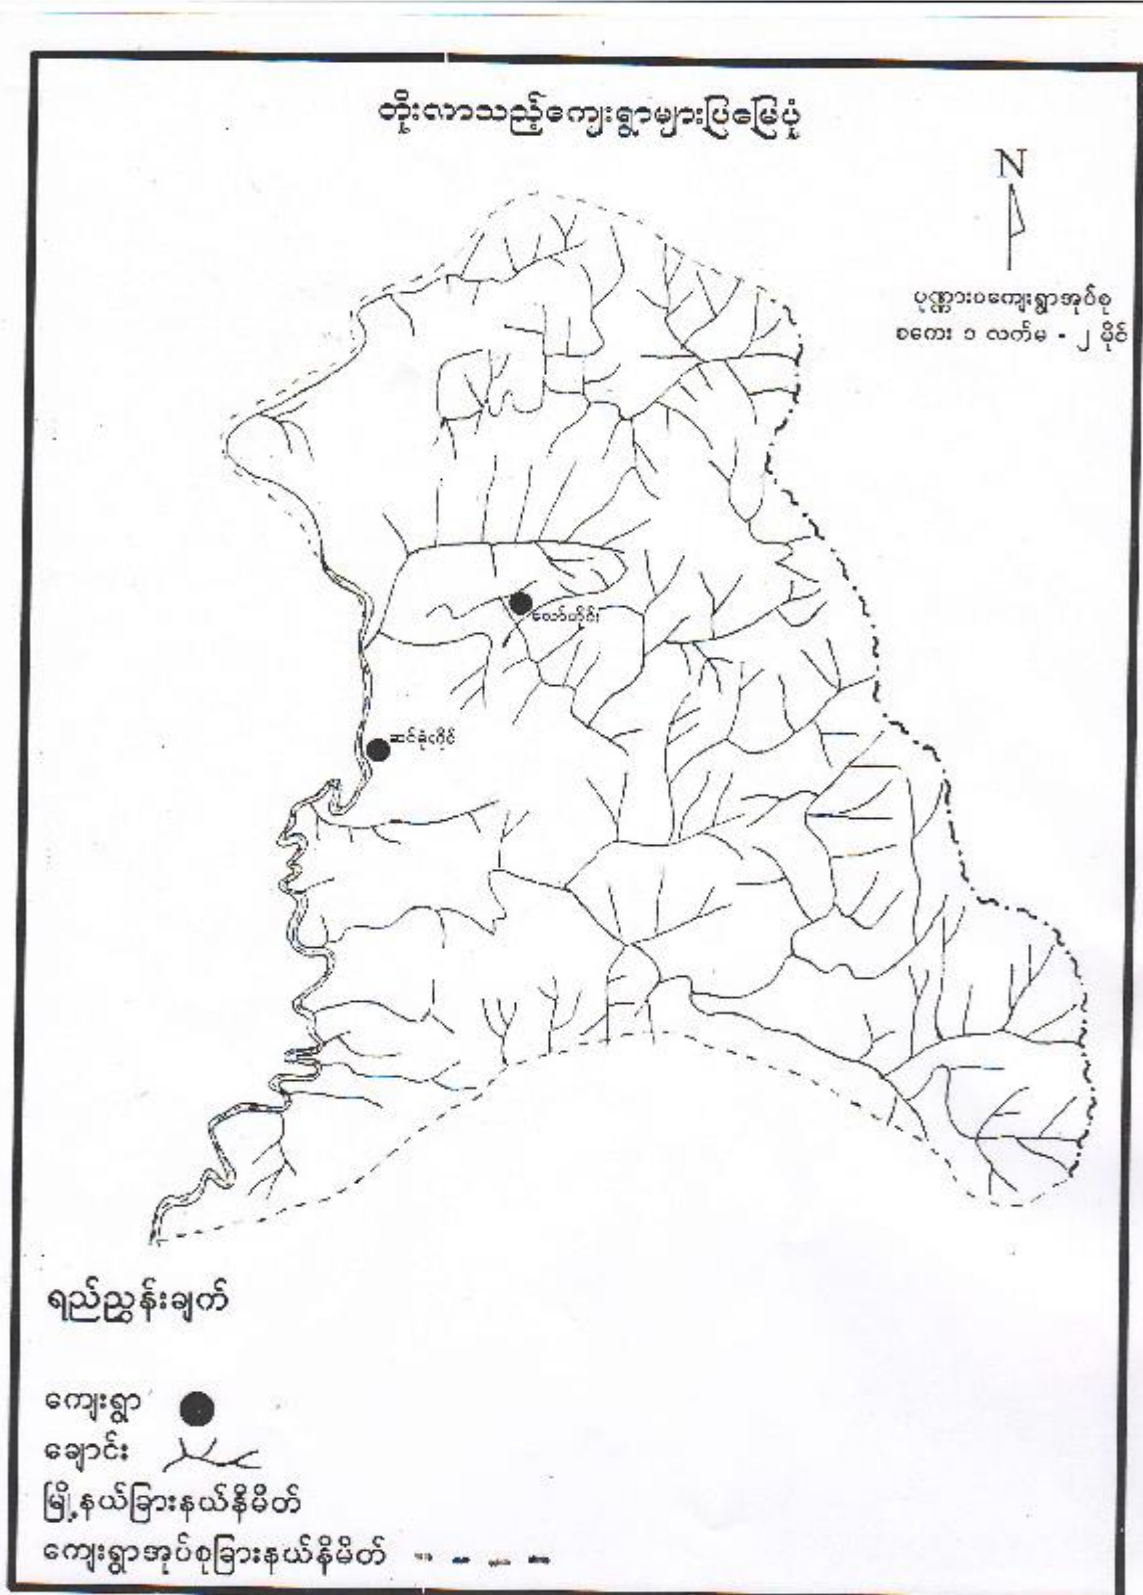 တိုးလာသည့်ကျေးရွာများပြမြေပုံ
N
ပုဏ္ဏားဝကျေးရွာအုပ်စု
စကေး ၁ လက်မ - ၂ မိုင်
ရည်ညွှန်းချက်
ကျေးရွာ
ချောင်း
မြို့နယ်ခြားနယ်နိမိတ်
ကျေးရွာအုပ်စုခြားနယ်နိမိတ်